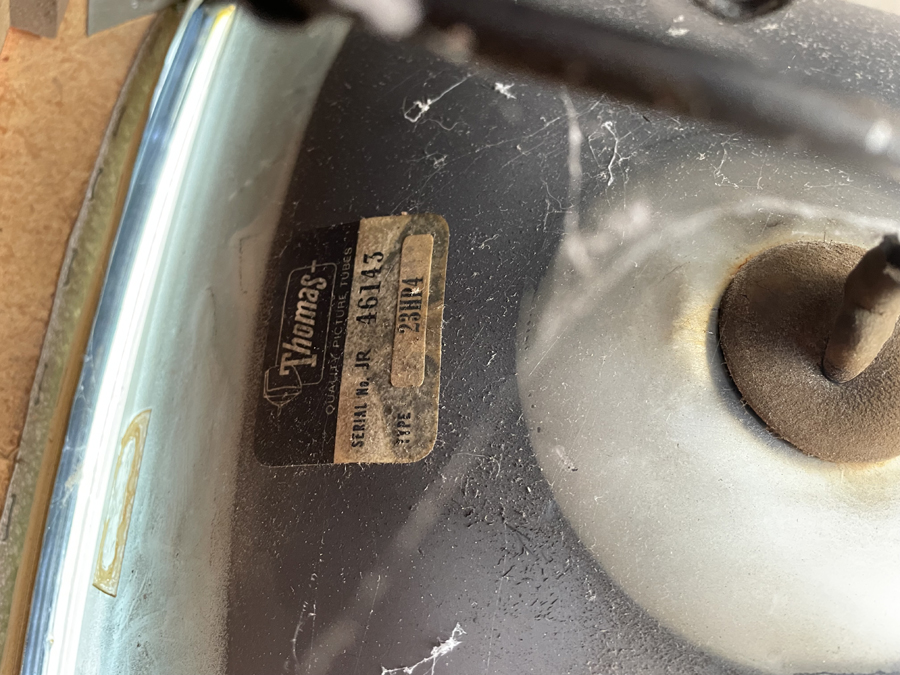 Thomas
QUALITY PICTURE TUBES
SERIAL No. JR 46143
TYPE 23HP4